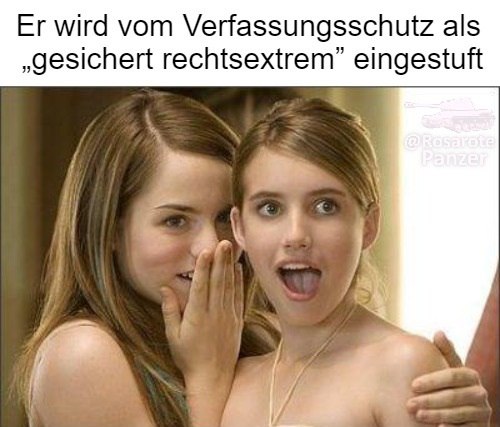 Er wird vom Verfassungsschutz als
„gesichert rechtsextrem” eingestuft
@Rosarote
Panzer